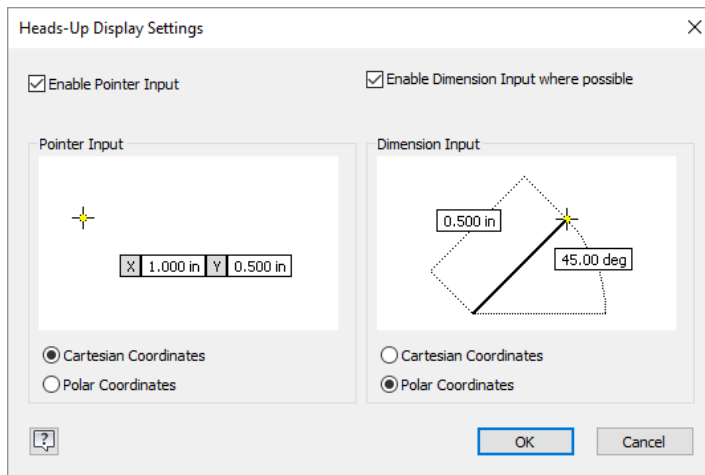 Heads-Up Display Settings
Enable Pointer Input
Enable Dimension Input where possible
Pointer Input
X 1.000 in Y 0.500 in
Cartesian Coordinates
Polar Coordinates
Dimension Input
0.500 in
45.00 deg
Cartesian Coordinates
Polar Coordinates
?
OK
Cancel